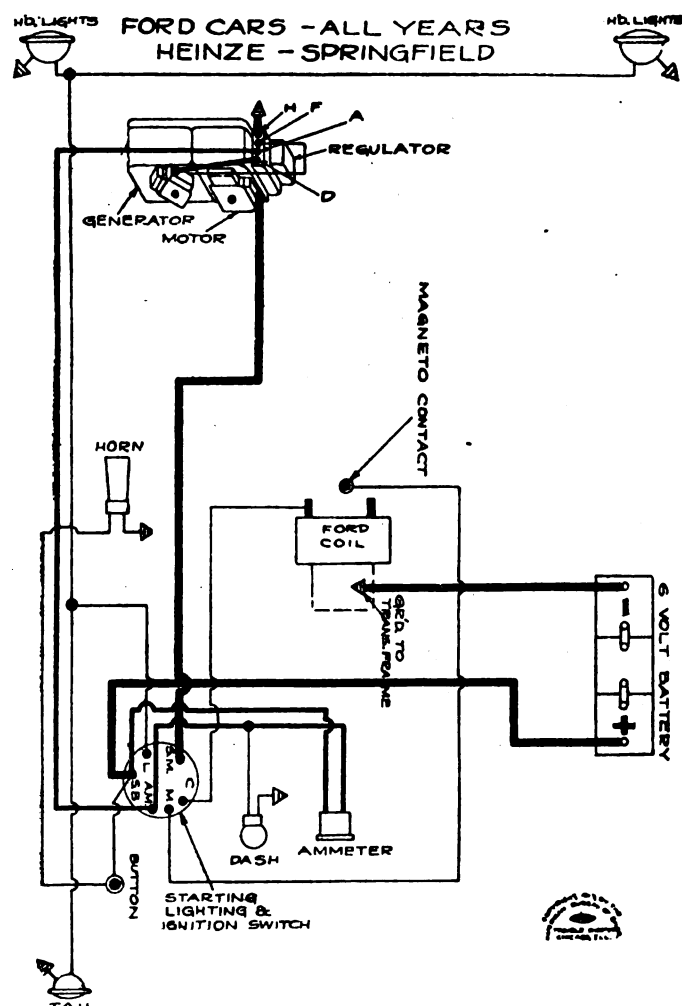 HD. LIGHTS
FORD CARS - ALL YEARS
HEINZE - SPRINGFIELD
HD. LIGHTS
H
F
A
REGULATOR
D
GENERATOR
MOTOR
MAGNETO CONTACT
HORN
FORD
COIL
GR'D TO
TRANS. FRAME
6 VOLT BATTERY
-
+
S.M.
L
C
S.B
AM
M
DASH
AMMETER
BUTTON
STARTING
LIGHTING &
IGNITION SWITCH
TAIL